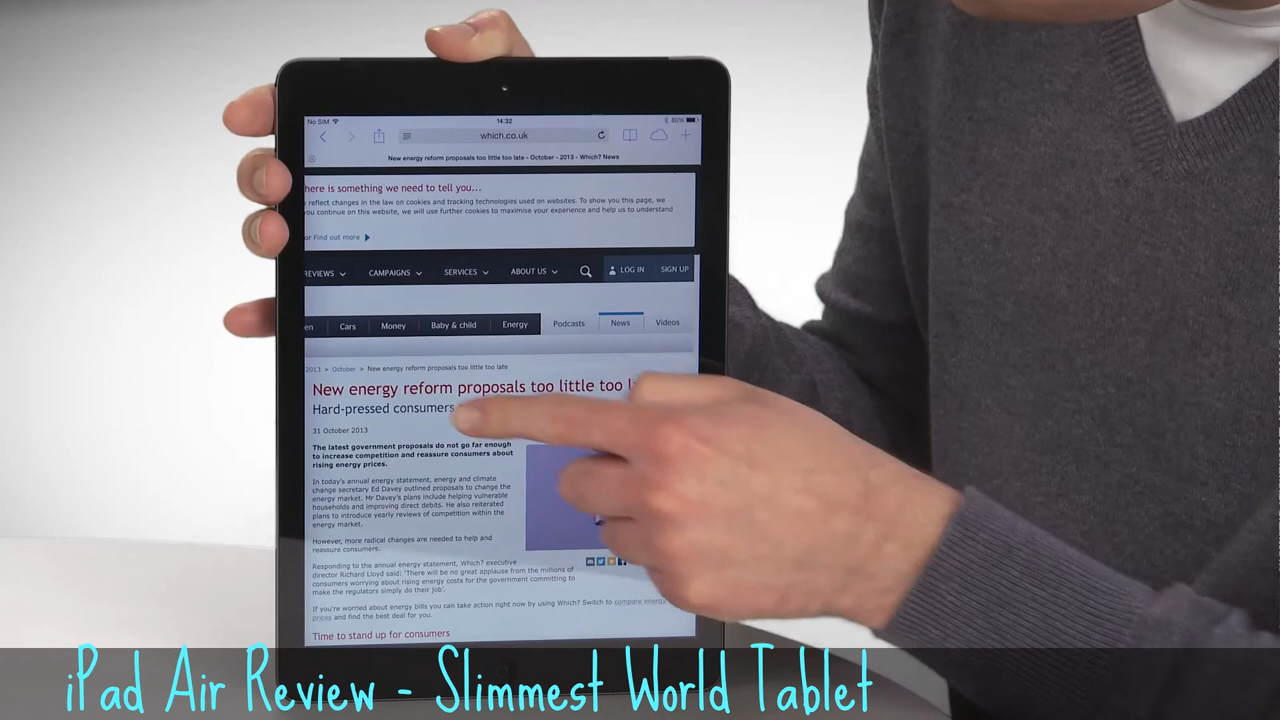 No SIM 14:32 80%
which.co.uk
New energy reform proposals too little too late - October - 2013 - Which? News
here is something we need to tell you...
reflect changes in the law on cookies and tracking technologies used on websites. To show you this page, we
you continue on this website, we will use further cookies to maximise your experience and help us to understand
or Find out more
REVIEWS CAMPAIGNS SERVICES ABOUT US LOG IN SIGN UP
en Cars Money Baby & child Energy Podcasts News Videos
2013 > October > New energy reform proposals too little too late
New energy reform proposals too little too l
Hard-pressed consumers
31 October 2013
The latest government proposals do not go far enough
to increase competition and reassure consumers about
rising energy prices.
In today's annual energy statement, energy and climate
change secretary Ed Davey outlined proposals to change the
energy market. Mr Davey's plans include helping vulnerable
households and improving direct debits. He also reiterated
plans to introduce yearly reviews of competition within the
energy market.
However, more radical changes are needed to help and
reassure consumers.
Responding to the annual energy statement, Which? executive
director Richard Lloyd said: 'There will be no great applause from the millions of
consumers worrying about rising energy costs for the government committing to
make the regulators simply do their job'.
If you're worried about energy bills you can take action right now by using Which? Switch to compare energy
prices and find the best deal for you.
Time to stand up for consumers
iPad Air Review - Slimmest World Tablet